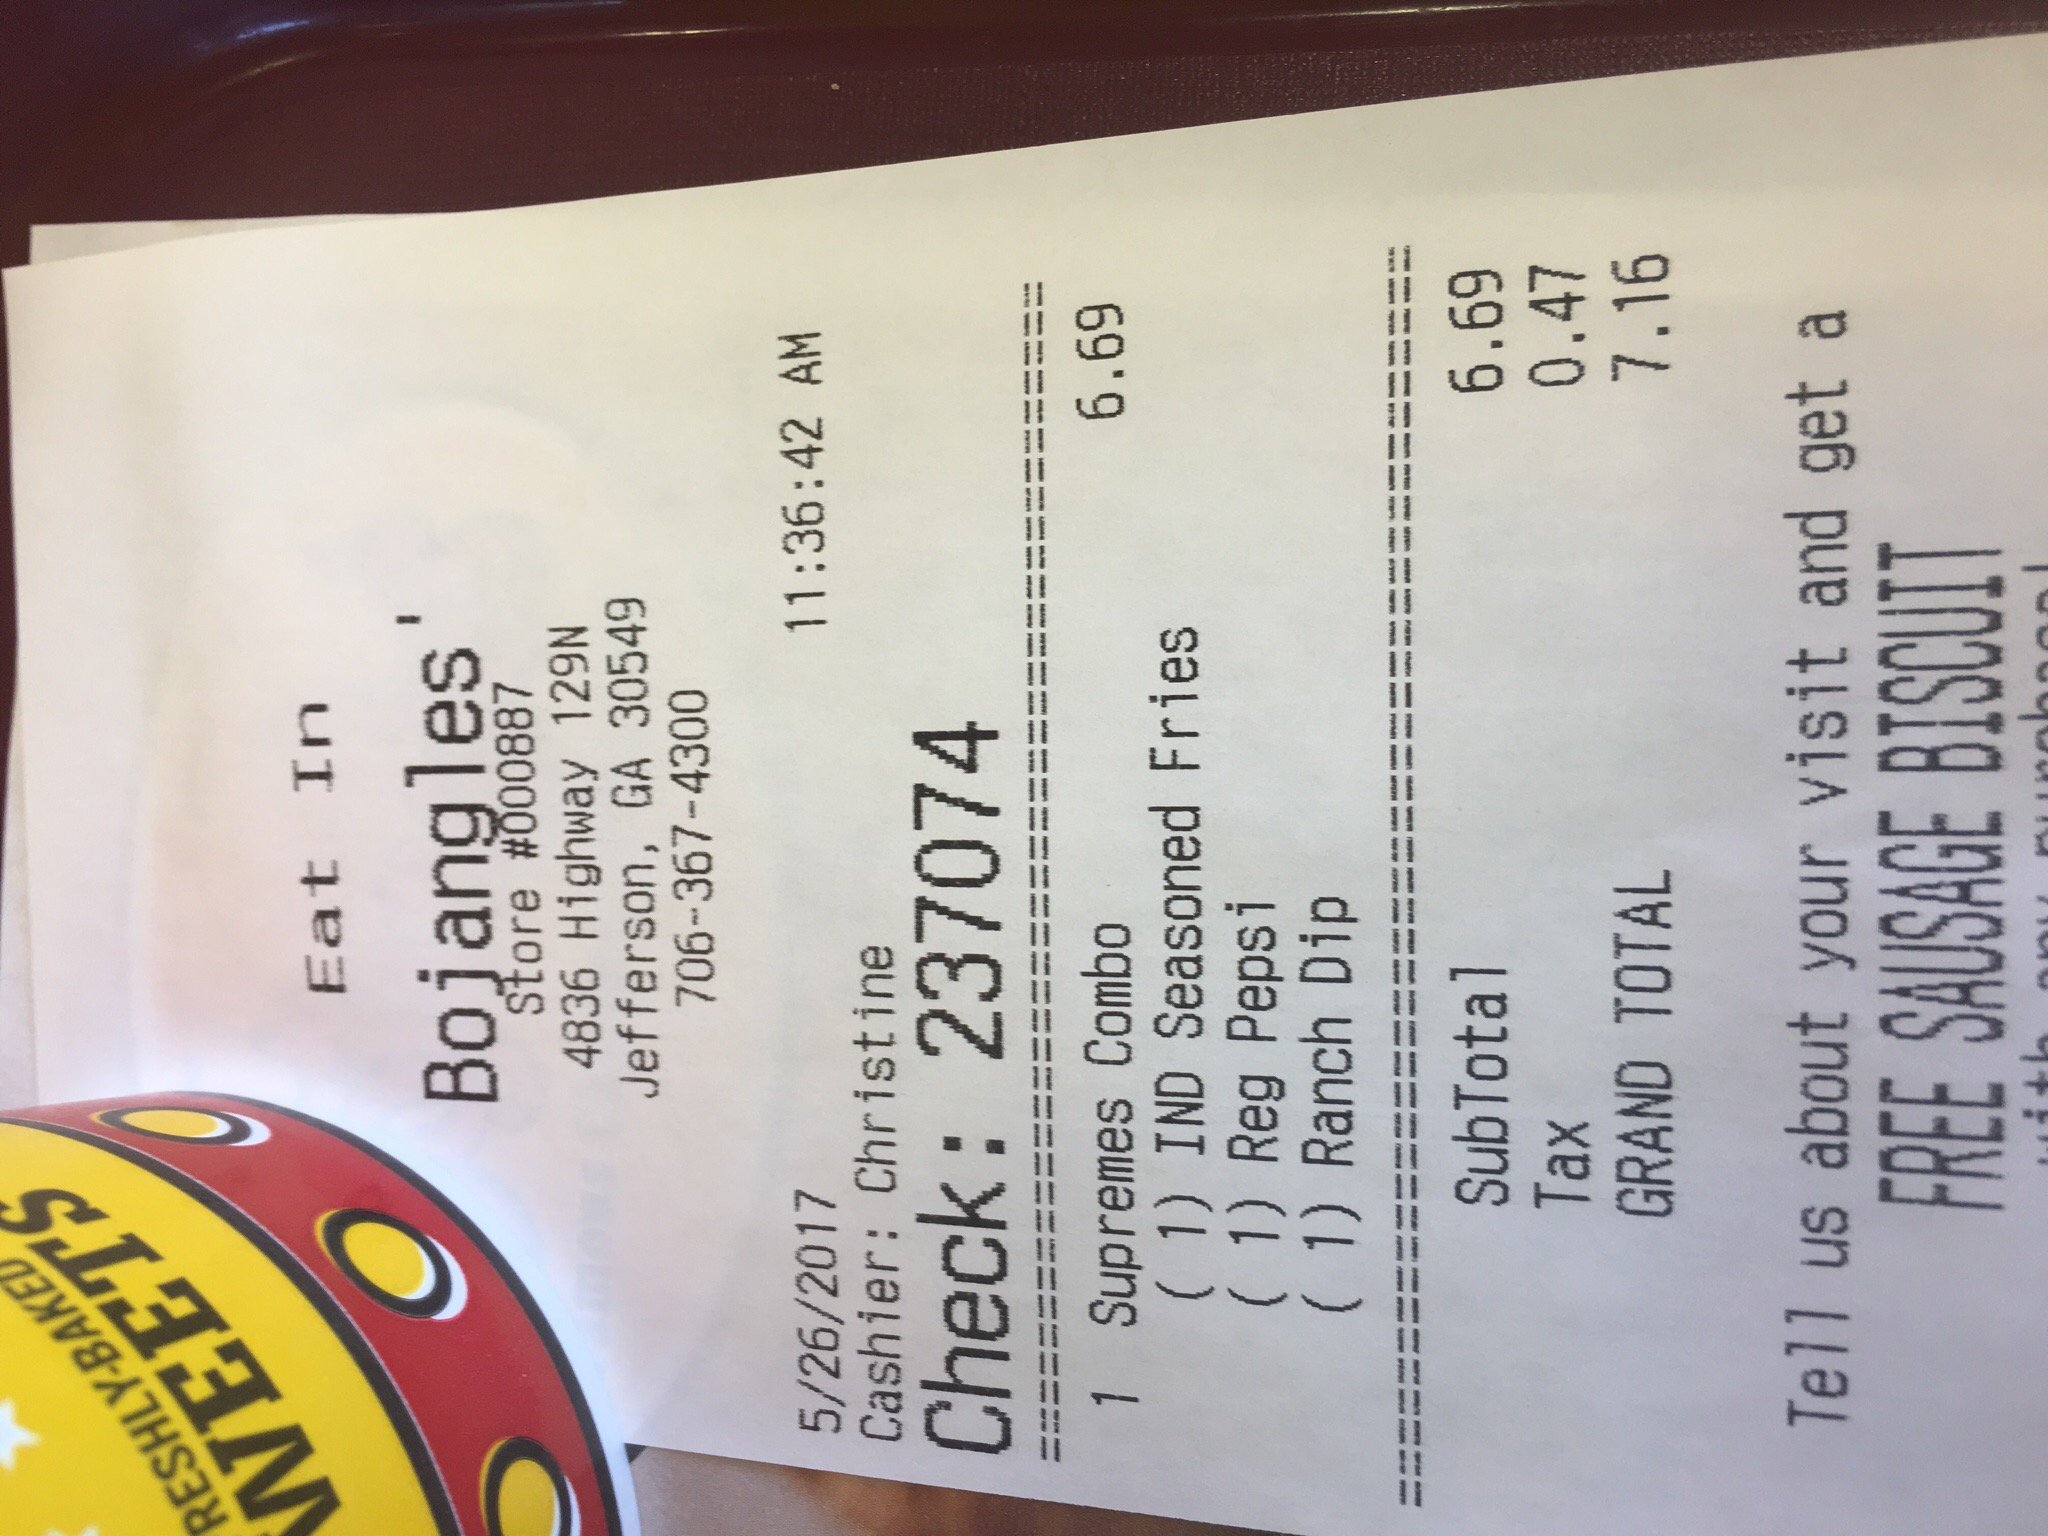 Eat In
Bojangles'
Store #000887
4836 Highway 129N
Jefferson, GA 30549
706-367-4300
5/26/2017 11:36:42 AM
Cashier: Christine
Check: 237074
==========================================
1 Supremes Combo 6.69
( 1) IND Seasoned Fries
( 1) Reg Pepsi
( 1) Ranch Dip
==========================================
SubTotal 6.69
Tax 0.47
GRAND TOTAL 7.16
Tell us about your visit and get a
FREE SAUSAGE BISCUIT
with any purchase!
FRESHLY-BAKED